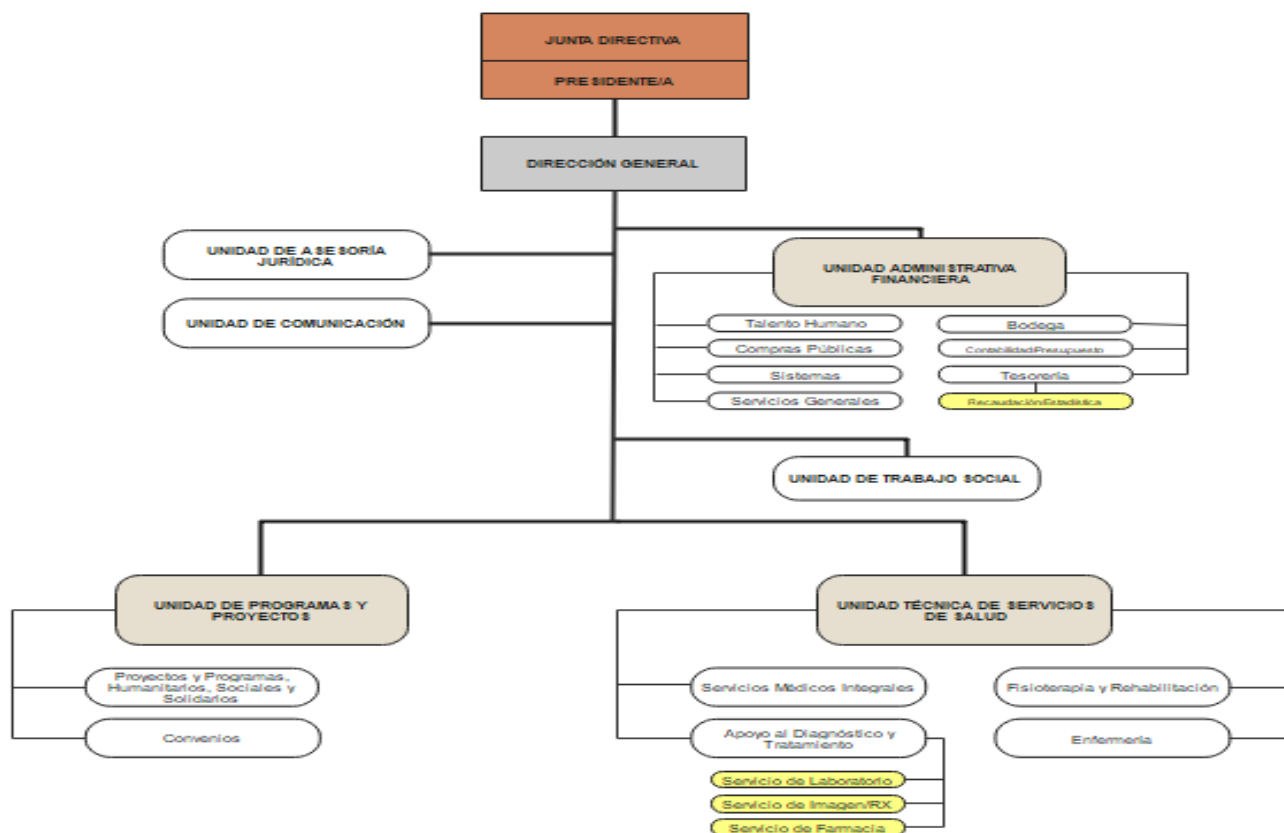 JUNTA DIRECTIVA
PRESIDENTE/A
DIRECCIÓN GENERAL
UNIDAD DE ASESORÍA
JURÍDICA
UNIDAD DE COMUNICACIÓN
UNIDAD ADMINISTRATIVA
FINANCIERA
Talento Humano
Compras Públicas
Sistemas
Servicios Generales
Bodega
Contabilidad/Presupuesto
Tesorería
Recaudación/Estadística
UNIDAD DE TRABAJO SOCIAL
UNIDAD DE PROGRAMAS Y
PROYECTOS
Proyectos y Programas,
Humanitarios, Sociales y
Solidarios
Convenios
UNIDAD TÉCNICA DE SERVICIOS
DE SALUD
Servicios Médicos Integrales
Apoyo al Diagnóstico y
Tratamiento
Servicio de Laboratorio
Servicio de Imagen/RX
Servicio de Farmacia
Fisioterapia y Rehabilitación
Enfermería